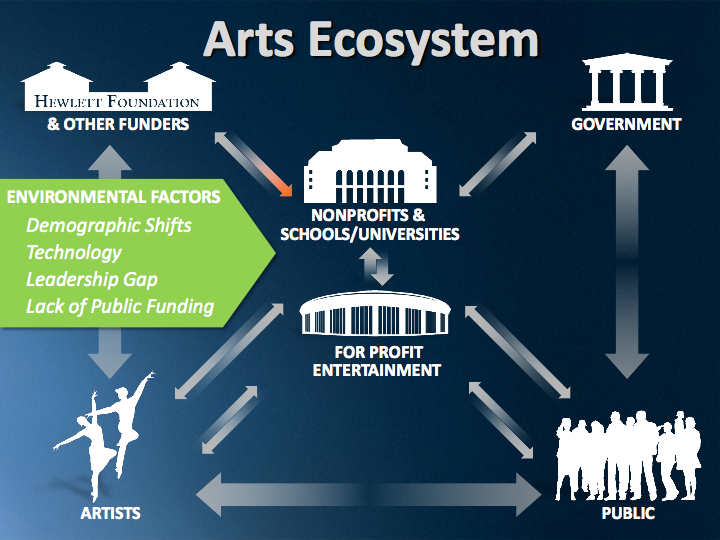 Arts Ecosystem
HEWLETT FOUNDATION
& OTHER FUNDERS
GOVERNMENT
NONPROFITS &
SCHOOLS/UNIVERSITIES
ENVIRONMENTAL FACTORS
Demographic Shifts
Technology
Leadership Gap
Lack of Public Funding
FOR PROFIT
ENTERTAINMENT
ARTISTS
PUBLIC